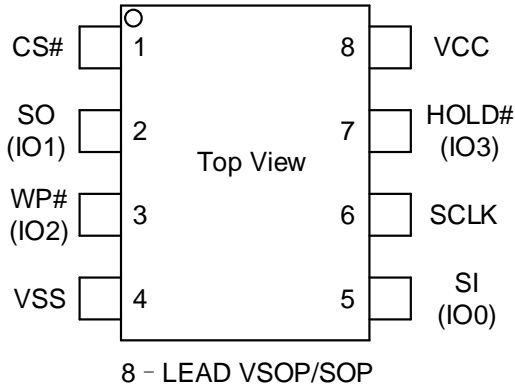 CS# 1 8 VCC
SO
(IO1) 2 7 HOLD#
(IO3)
Top View
WP#
(IO2) 3 6 SCLK
VSS 4 5 SI
(IO0)
8 - LEAD VSOP/SOP